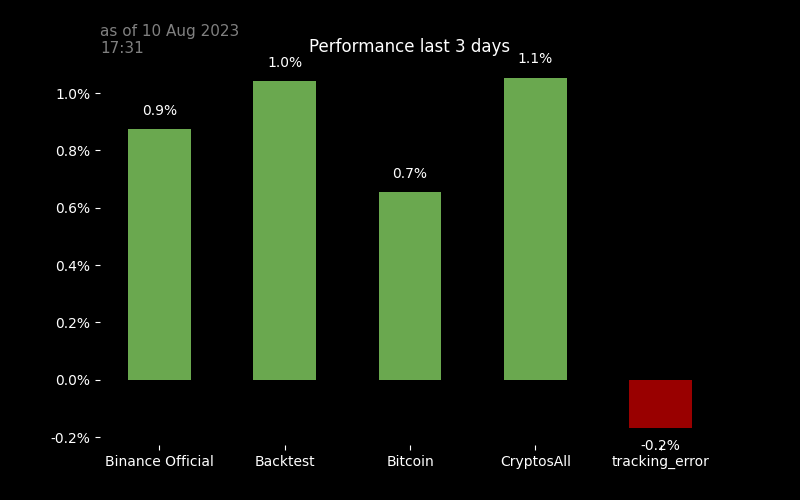 as of 10 Aug 2023
17:31
Performance last 3 days
1.0%
0.8%
0.6%
0.4%
0.2%
0.0%
-0.2%
0.9%
1.0%
0.7%
1.1%
-0.2%
Binance Official
Backtest
Bitcoin
CryptosAll
tracking_error